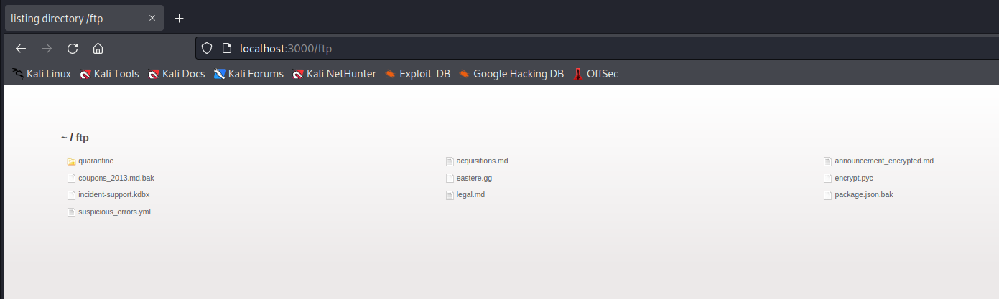 listing directory /ftp
localhost:3000/ftp
Kali Linux Kali Tools Kali Docs Kali Forums Kali NetHunter Exploit-DB Google Hacking DB OffSec
~ / ftp
quarantine acquisitions.md announcement_encrypted.md
coupons_2013.md.bak eastere.gg encrypt.pyc
incident-support.kdbx legal.md package.json.bak
suspicious_errors.yml